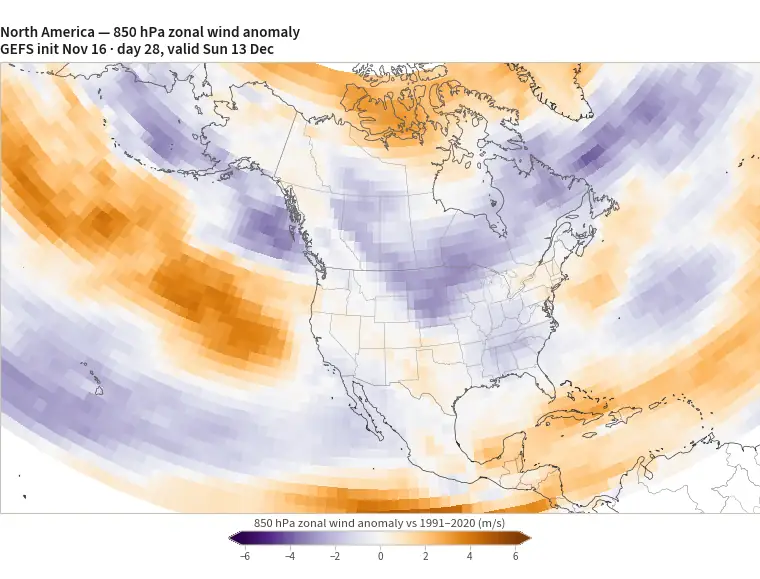 North America — 850 hPa zonal wind anomaly
GEFS init Nov 16 · day 28, valid Sun 13 Dec
850 hPa zonal wind anomaly vs 1991–2020 (m/s)
−6 −4 −2 0 2 4 6